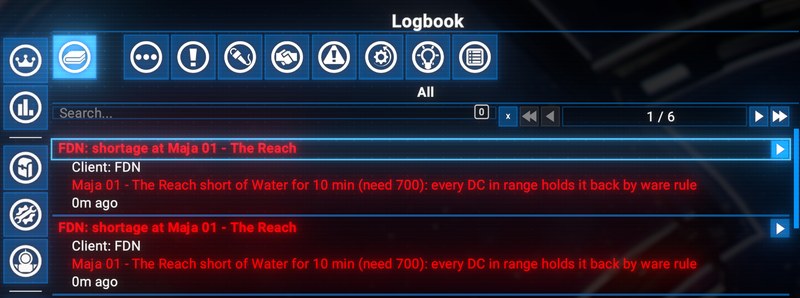 Logbook
All
Search...
0
x
1 / 6
FDN: shortage at Maja 01 - The Reach
Client: FDN
Maja 01 - The Reach short of Water for 10 min (need 700): every DC in range holds it back by ware rule
0m ago
FDN: shortage at Maja 01 - The Reach
Client: FDN
Maja 01 - The Reach short of Water for 10 min (need 700): every DC in range holds it back by ware rule
0m ago